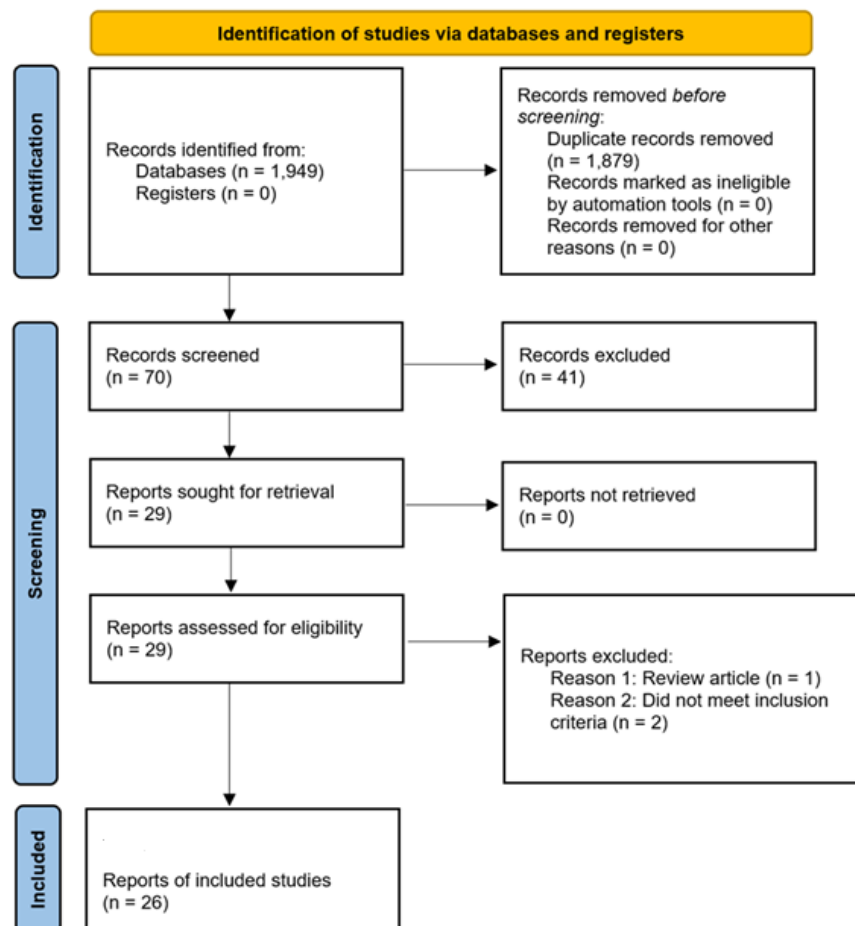 Identification of studies via databases and registers
Identification
Records identified from:
Databases (n = 1,949)
Registers (n = 0)
Records removed before
screening:
Duplicate records removed
(n = 1,879)
Records marked as ineligible
by automation tools (n = 0)
Records removed for other
reasons (n = 0)
Screening
Records screened
(n = 70)
Records excluded
(n = 41)
Reports sought for retrieval
(n = 29)
Reports not retrieved
(n = 0)
Reports assessed for eligibility
(n = 29)
Reports excluded:
Reason 1: Review article (n = 1)
Reason 2: Did not meet inclusion
criteria (n = 2)
Included
Reports of included studies
(n = 26)